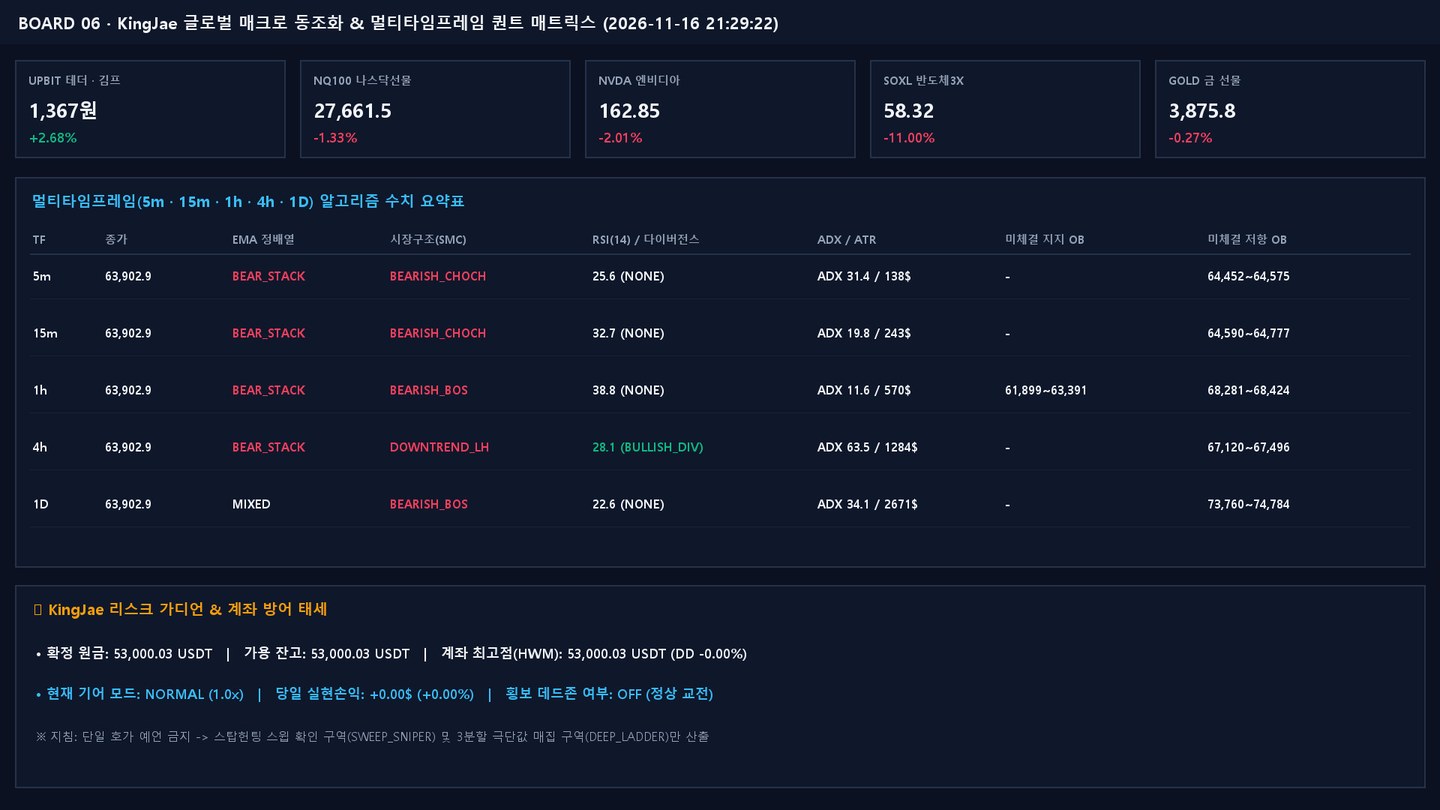 BOARD 06 · KingJae 글로벌 매크로 동조화 & 멀티타임프레임 퀀트 매트릭스 (2026-11-16 21:29:22)
UPBIT 테더 · 김프 NQ100 나스닥선물 NVDA 엔비디아 SOXL 반도체3X GOLD 금 선물
1,367원 27,661.5 162.85 58.32 3,875.8
+2.68% -1.33% -2.01% -11.00% -0.27%
멀티타임프레임(5m · 15m · 1h · 4h · 1D) 알고리즘 수치 요약표
TF 종가 EMA 정배열 시장구조(SMC) RSI(14) / 다이버전스 ADX / ATR 미체결 지지 OB 미체결 저항 OB
5m 63,902.9 BEAR_STACK BEARISH_CHOCH 25.6 (NONE) ADX 31.4 / 138$ - 64,452~64,575
15m 63,902.9 BEAR_STACK BEARISH_CHOCH 32.7 (NONE) ADX 19.8 / 243$ - 64,590~64,777
1h 63,902.9 BEAR_STACK BEARISH_BOS 38.8 (NONE) ADX 11.6 / 570$ 61,899~63,391 68,281~68,424
4h 63,902.9 BEAR_STACK DOWNTREND_LH 28.1 (BULLISH_DIV) ADX 63.5 / 1284$ - 67,120~67,496
1D 63,902.9 MIXED BEARISH_BOS 22.6 (NONE) ADX 34.1 / 2671$ - 73,760~74,784
KingJae 리스크 가디언 & 계좌 방어 태세
• 확정 원금: 53,000.03 USDT | 가용 잔고: 53,000.03 USDT | 계좌 최고점(HWM): 53,000.03 USDT (DD -0.00%)
• 현재 기어 모드: NORMAL (1.0x) | 당일 실현손익: +0.00$ (+0.00%) | 횡보 데드존 여부: OFF (정상 교전)
※ 지침: 단일 호가 예언 금지 -> 스탑헌팅 스윕 확인 구역(SWEEP_SNIPER) 및 3분할 극단값 매집 구역(DEEP_LADDER)만 산출